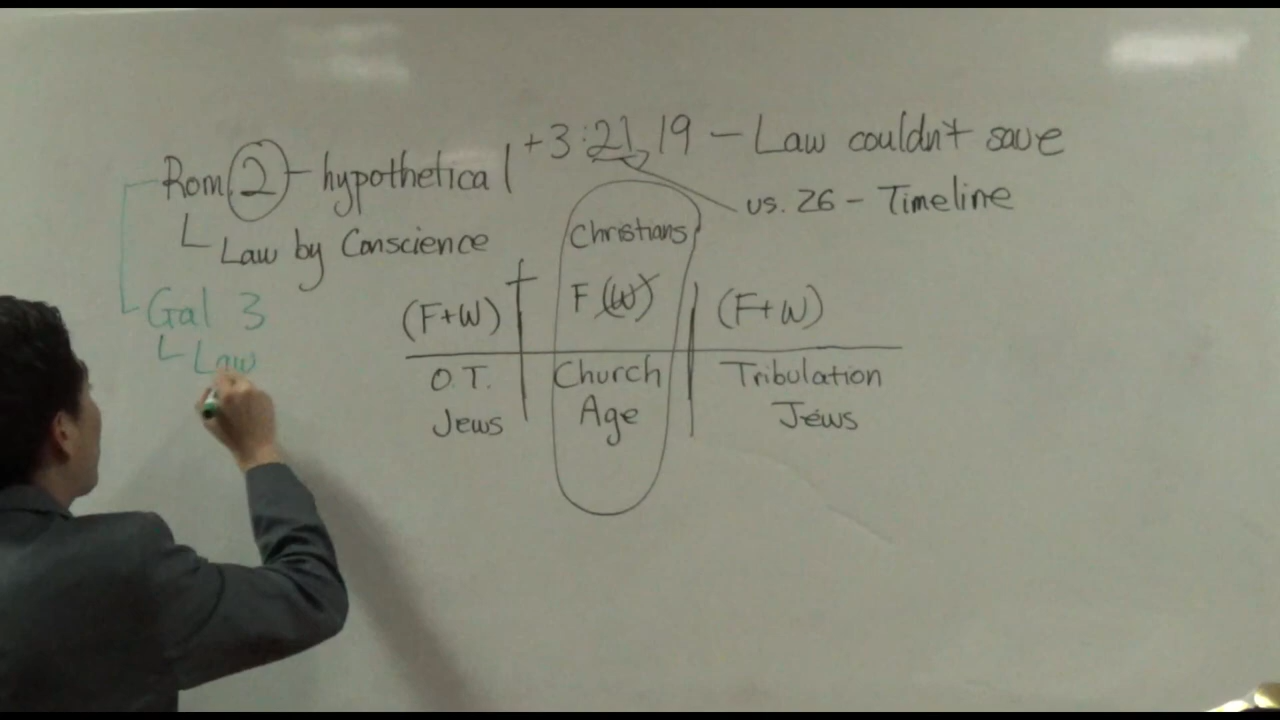 Rom. 2 - hypothetical +3:21, 19 - Law couldn't save
vs. 26 - Timeline
Law by Conscience
Christians
Gal 3
Law
(F+W) F (W) (F+W)
O.T. Church Tribulation
Jews Age Jews